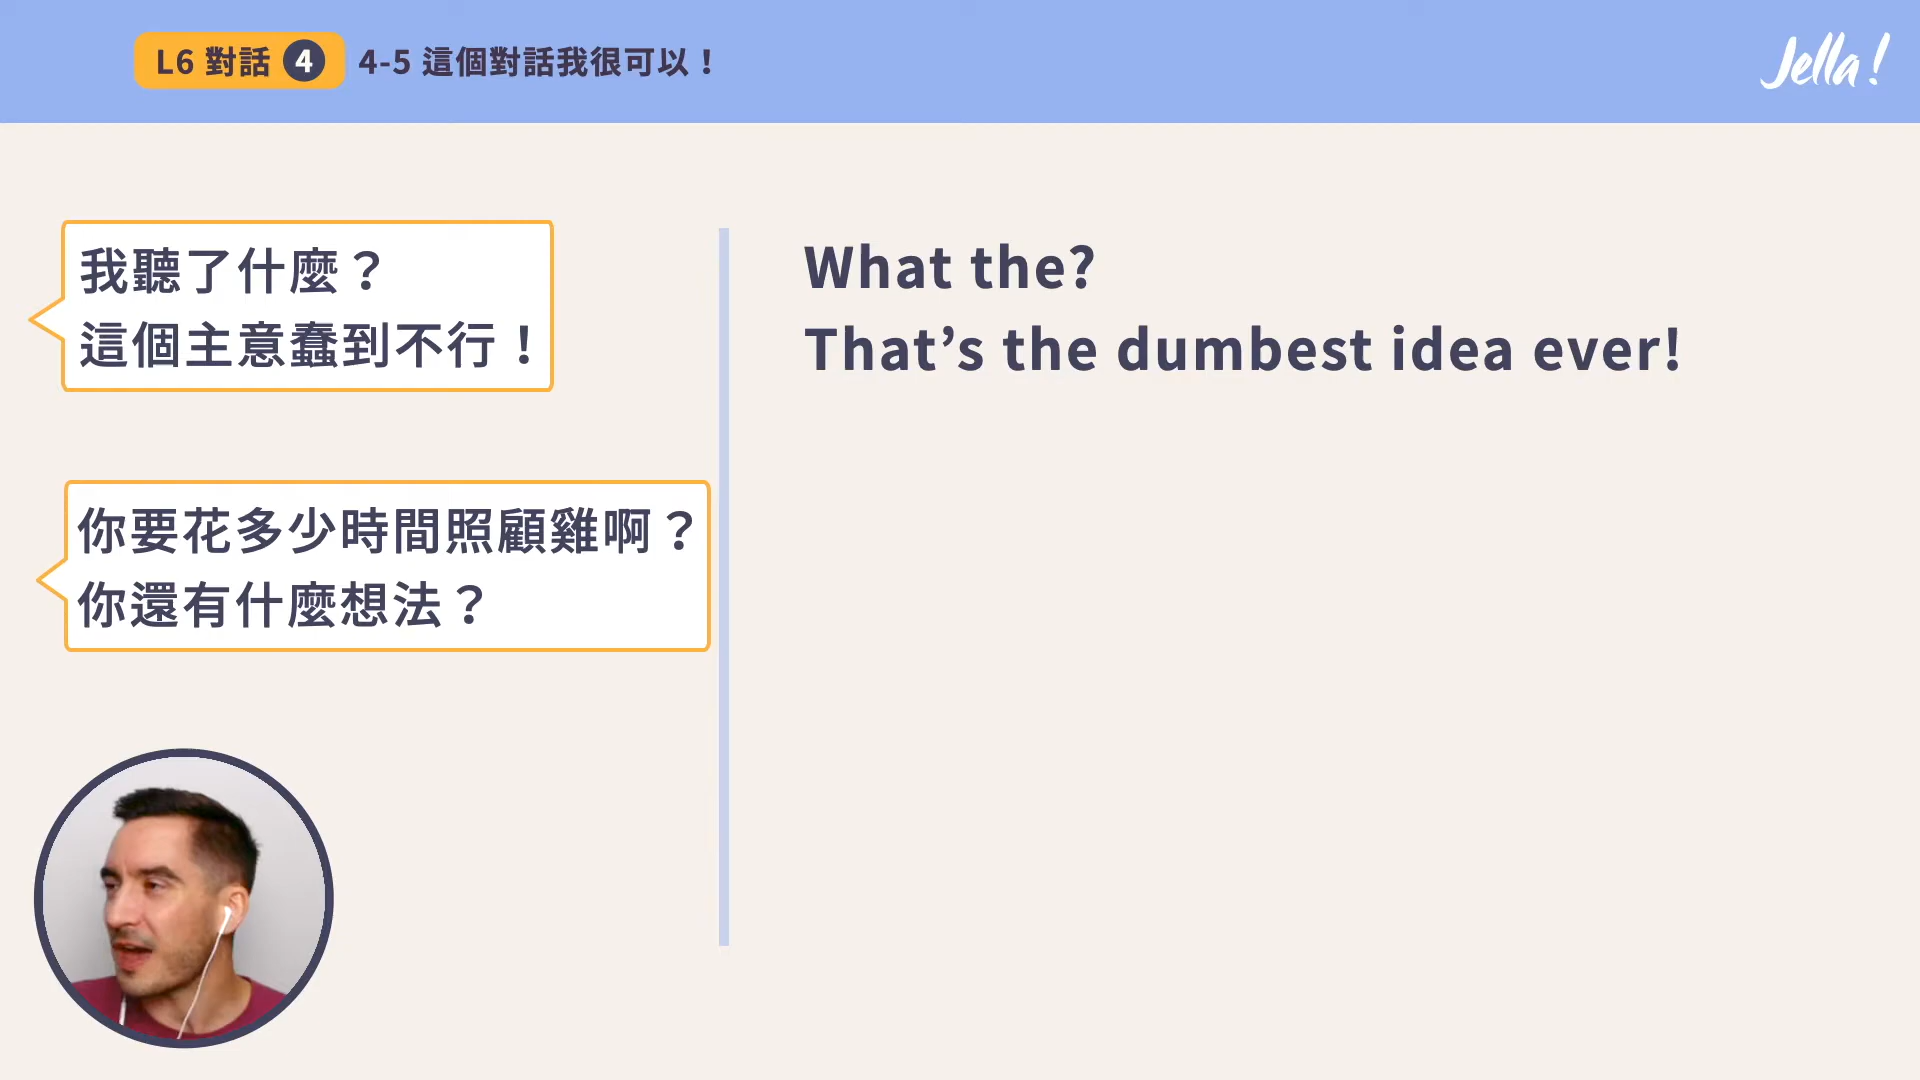 L6 對話 4 4-5 這個對話我很可以！
Jella!
我聽了什麼？
這個主意蠢到不行！
What the?
That’s the dumbest idea ever!
你要花多少時間照顧雞啊？
你還有什麼想法？